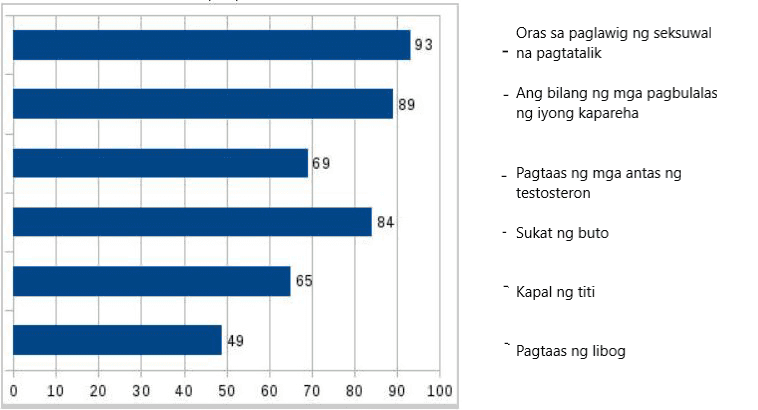 93
Oras sa paglawig ng seksuwal
- na pagtatalik
89
- Ang bilang ng mga pagbulalas
ng iyong kapareha
69
- Pagtaas ng mga antas ng
testosteron
84
- Sukat ng buto
65
- Kapal ng titi
49
- Pagtaas ng libog
0 10 20 30 40 50 60 70 80 90 100